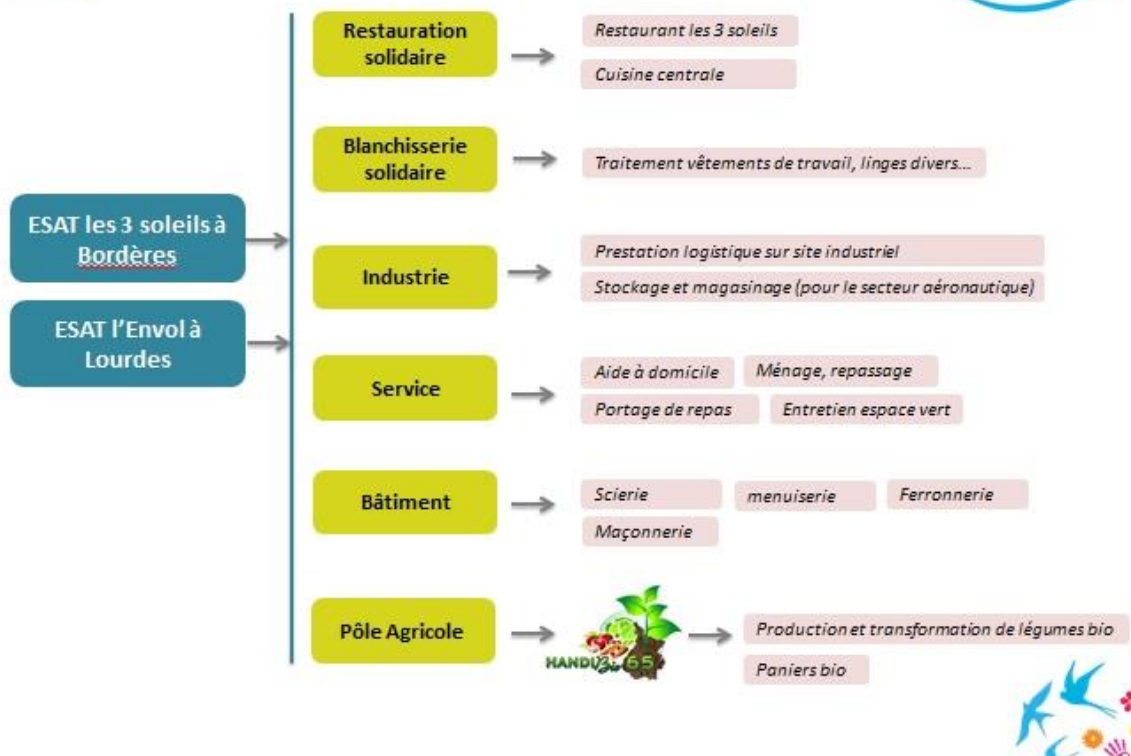 Restauration
solidaire
Restaurant les 3 soleils
Cuisine centrale
Blanchisserie
solidaire
Traitement vêtements de travail, linges divers...
ESAT les 3 soleils à
Bordères
ESAT l'Envol à
Lourdes
Industrie
Prestation logistique sur site industriel
Stockage et magasinage (pour le secteur aéronautique)
Service
Aide à domicile
Ménage, repassage
Portage de repas
Entretien espace vert
Bâtiment
Scierie
menuiserie
Ferronnerie
Maçonnerie
Pôle Agricole
HANDIBio 65
Production et transformation de légumes bio
Paniers bio